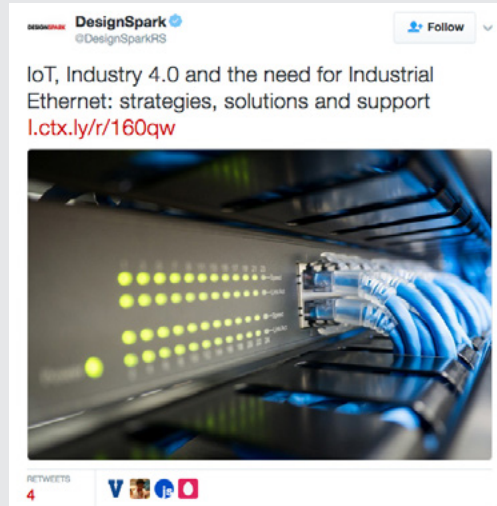 DESIGNSPARK
DesignSpark
@DesignSparkRS
Follow
IoT, Industry 4.0 and the need for Industrial
Ethernet: strategies, solutions and support
l.ctx.ly/r/160qw
RETWEETS
4